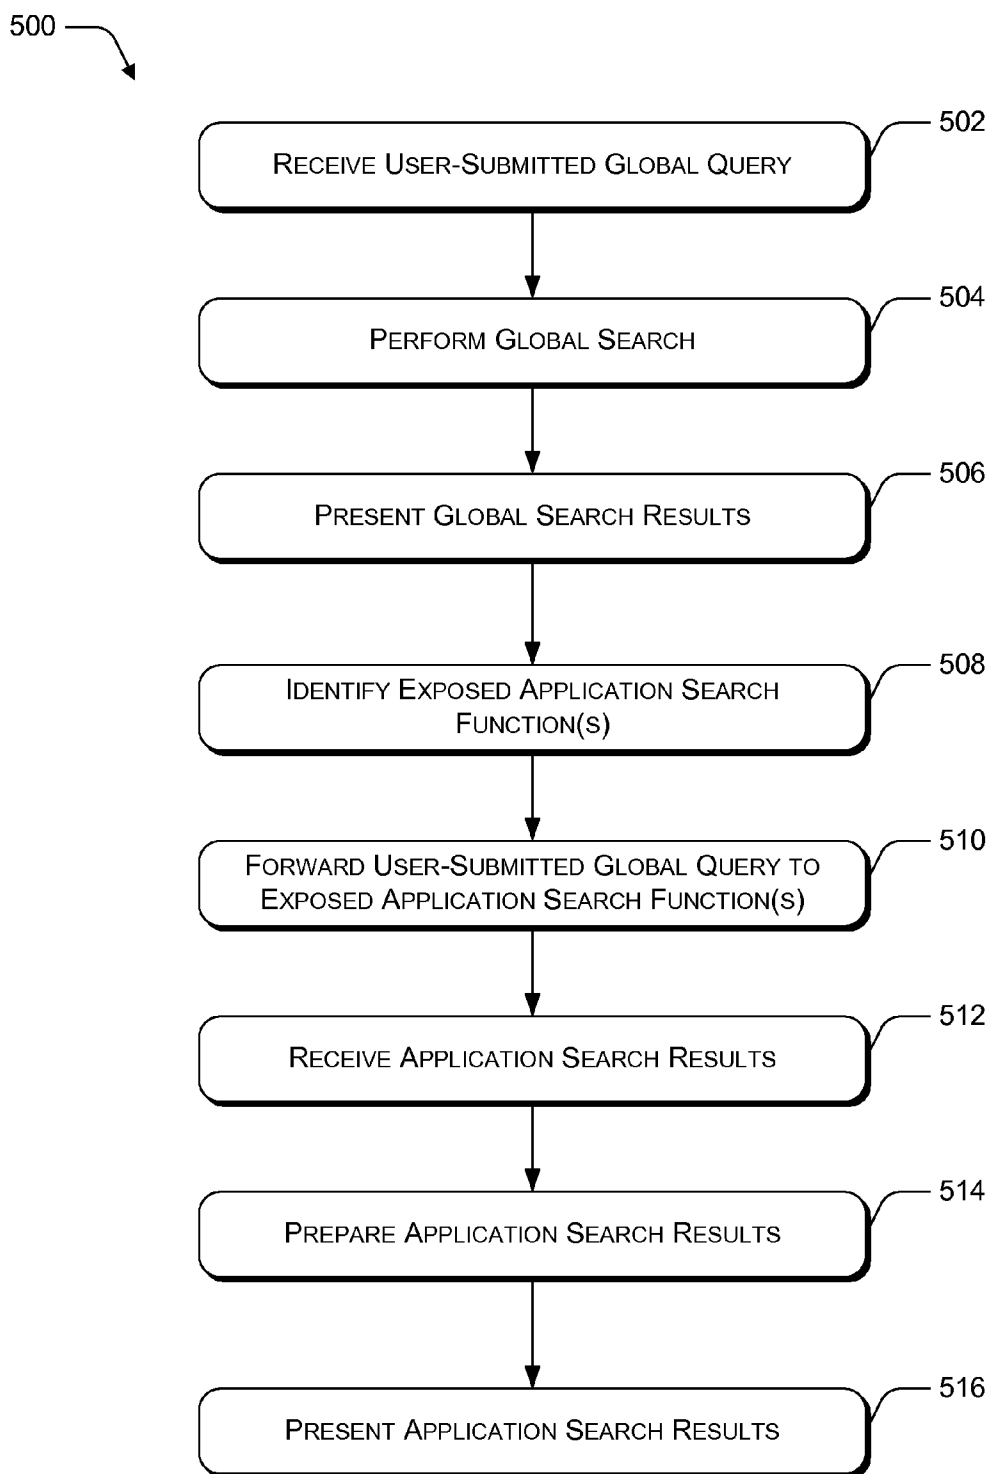 500
RECEIVE USER-SUBMITTED GLOBAL QUERY
502
PERFORM GLOBAL SEARCH
504
PRESENT GLOBAL SEARCH RESULTS
506
IDENTIFY EXPOSED APPLICATION SEARCH
FUNCTION(S)
508
FORWARD USER-SUBMITTED GLOBAL QUERY TO
EXPOSED APPLICATION SEARCH FUNCTION(S)
510
RECEIVE APPLICATION SEARCH RESULTS
512
PREPARE APPLICATION SEARCH RESULTS
514
PRESENT APPLICATION SEARCH RESULTS
516